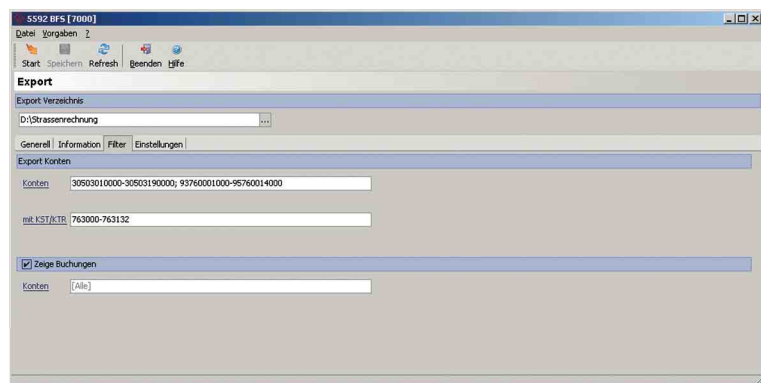 5592 BFS [7000]
Datei Vorgaben ?
Start Speichern Refresh Beenden Hilfe
Export
Export Verzeichnis
D:\Strassenrechnung ...
Generell Information Filter Einstellungen
Export Konten
Konten 30503010000-30503190000; 93760001000-95760014000
mit KST/KTR 763000-763132
Zeige Buchungen
Konten [Alle]